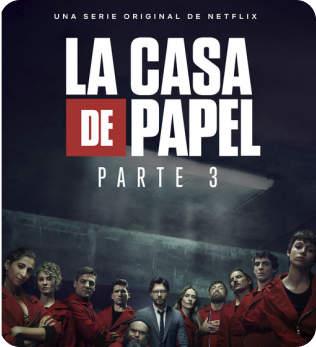 UNA SERIE ORIGINAL DE NETFLIX
LA CASA
DE PAPEL
PARTE 3